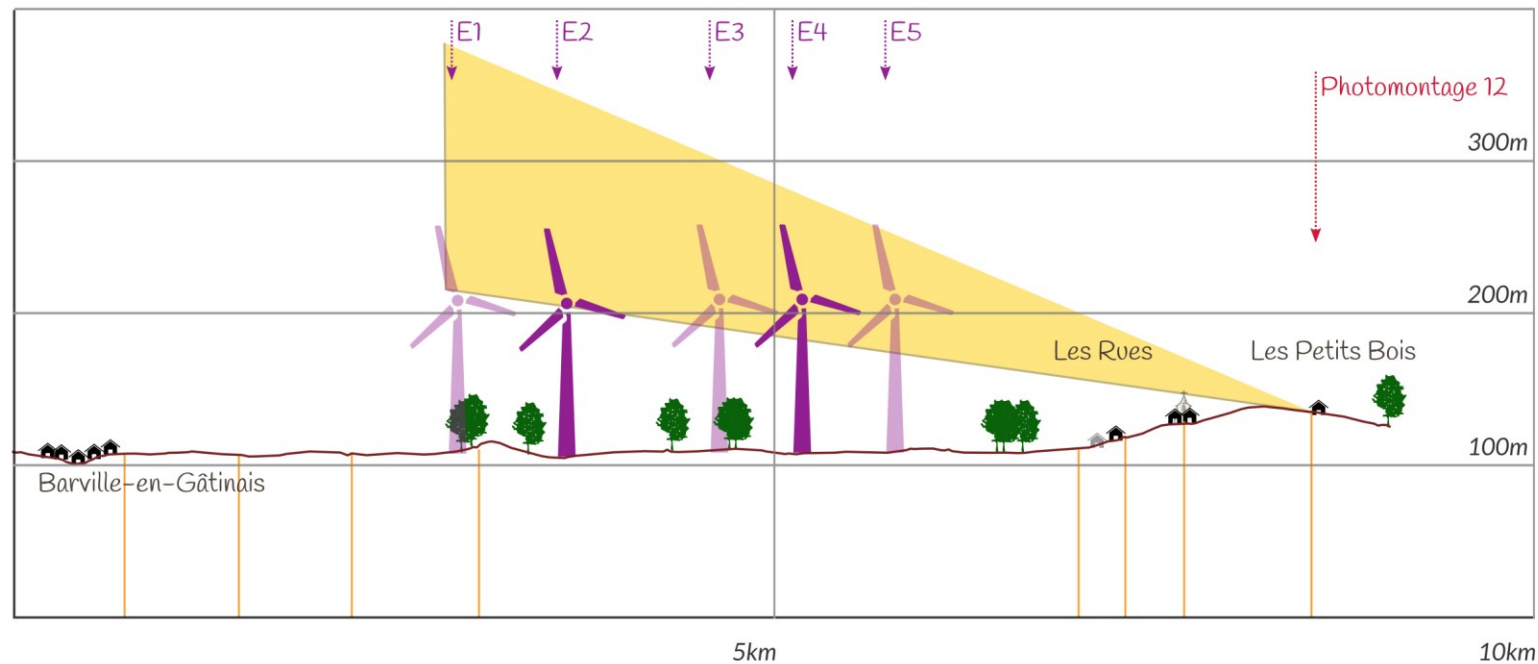 E1
E2
E3
E4
E5
Photomontage 12
300m
200m
Les Rues
Les Petits Bois
100m
Barville-en-Gâtinais
5km
10km